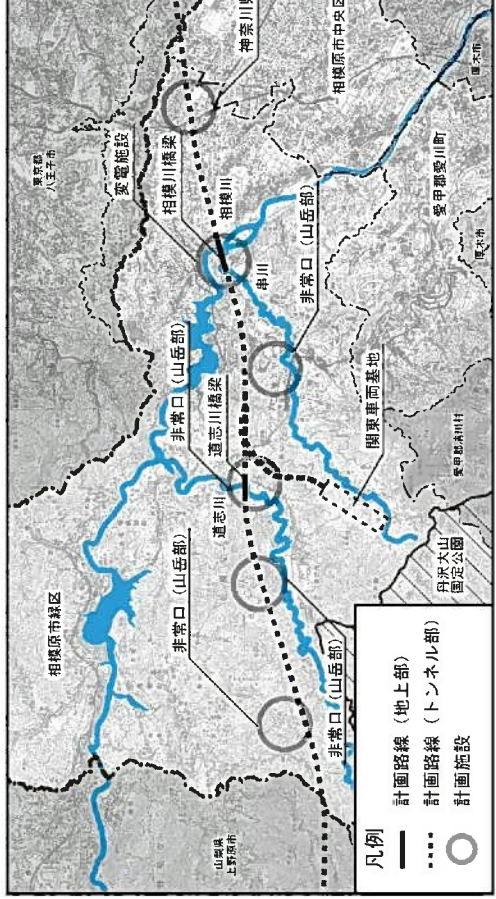 東京都
八王子市
変電施設
相模川橋梁
相模川
神奈川県
相模原市中央区
非常口（山岳部）
道志川橋梁
道志川
串川
非常口（山岳部）
愛甲郡愛川町
厚木市
厚木市
関東車両基地
愛甲郡清川村
丹沢大山
国定公園
相模原市緑区
非常口（山岳部）
非常口（山岳部）
山梨県
上野原市
凡例
計画路線（地上部）
計画路線（トンネル部）
計画施設